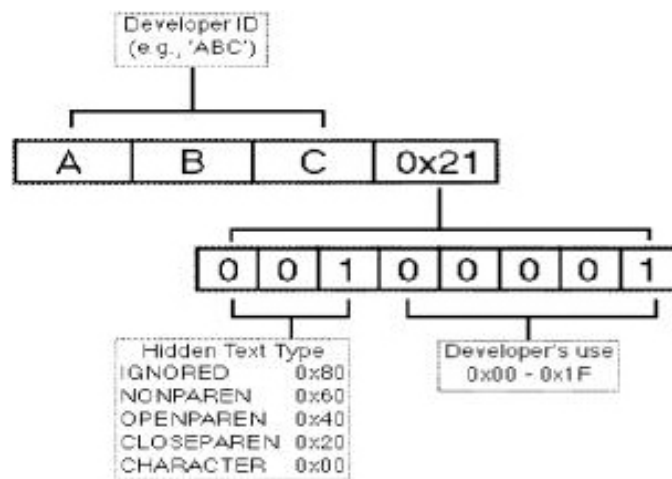 Developer ID
(e.g., 'ABC')
A B C 0x21
0 0 1 0 0 0 0 1
Hidden Text Type
IGNORED 0x80
NONPAREN 0x60
OPENPAREN 0x40
CLOSEPAREN 0x20
CHARACTER 0x00
Developer's use
0x00 - 0x1F